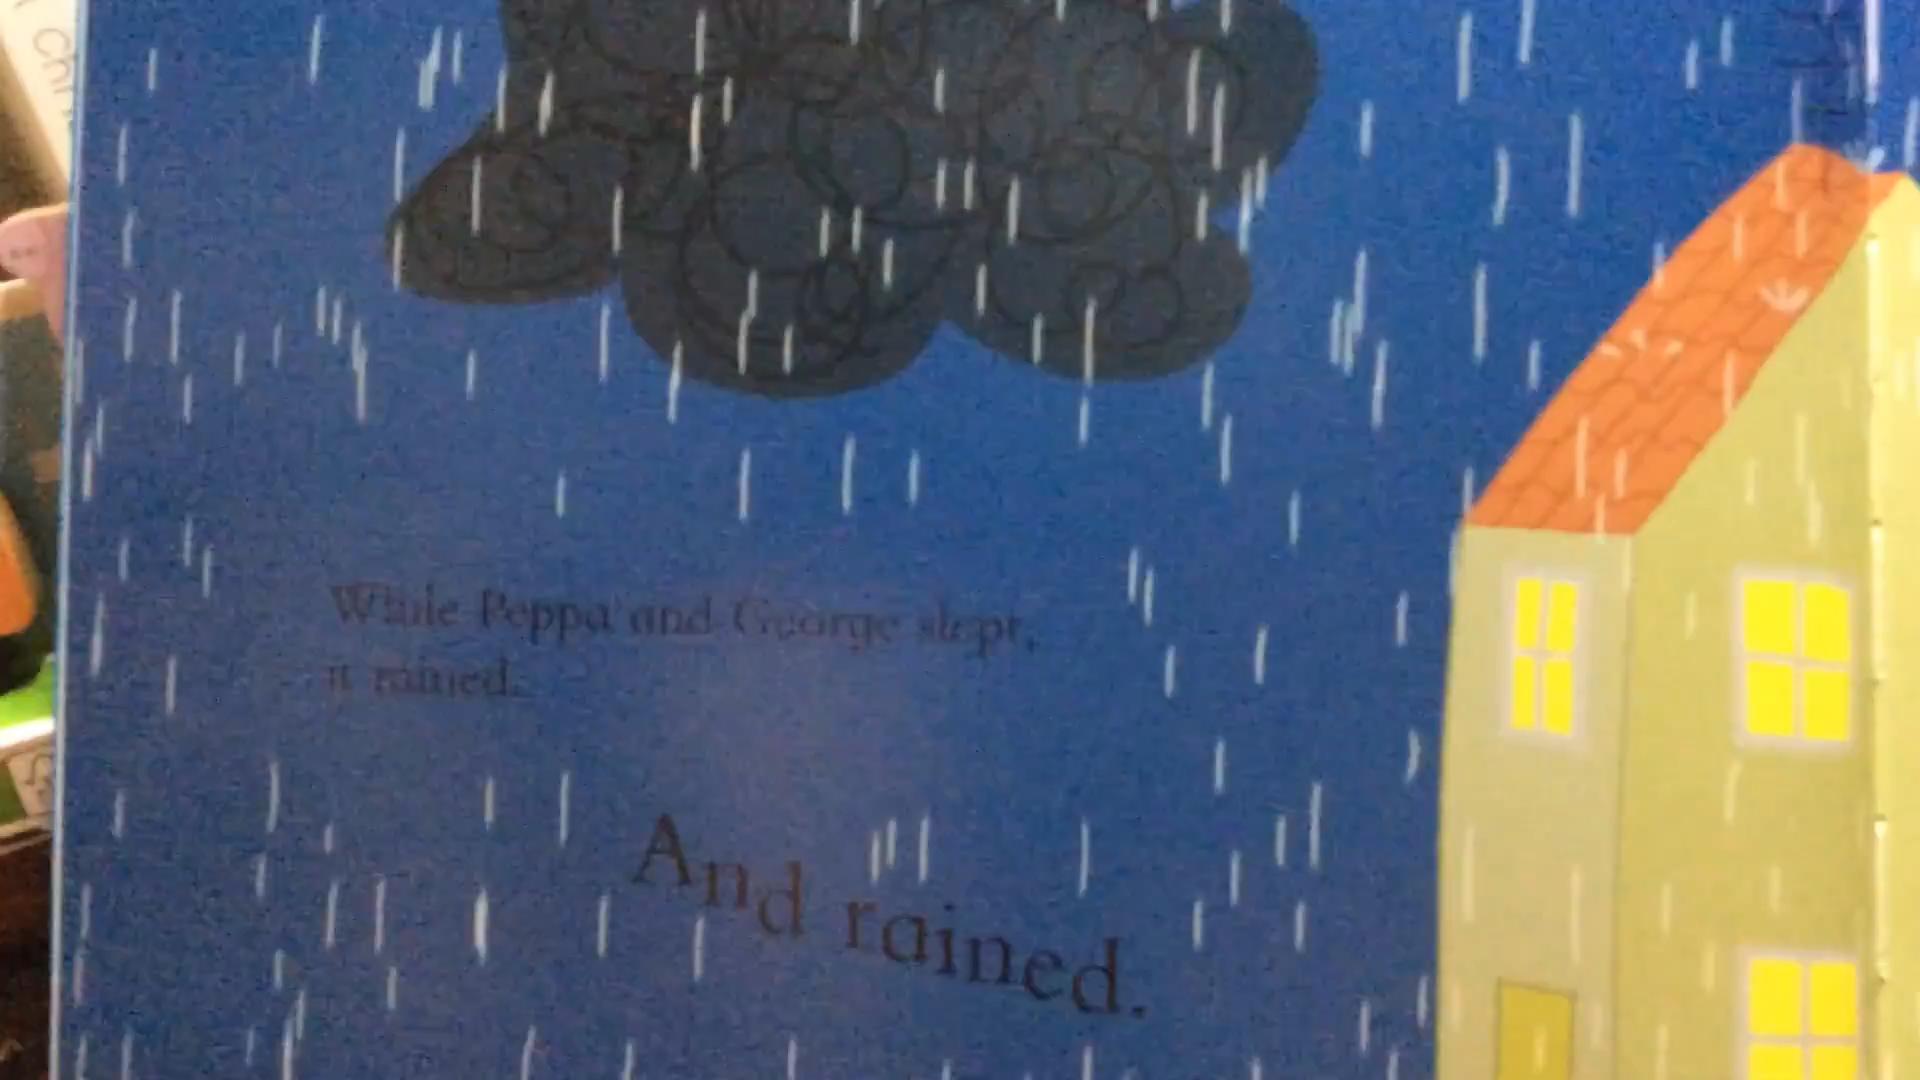 While Peppa and George slept,
it rained.
And rained.